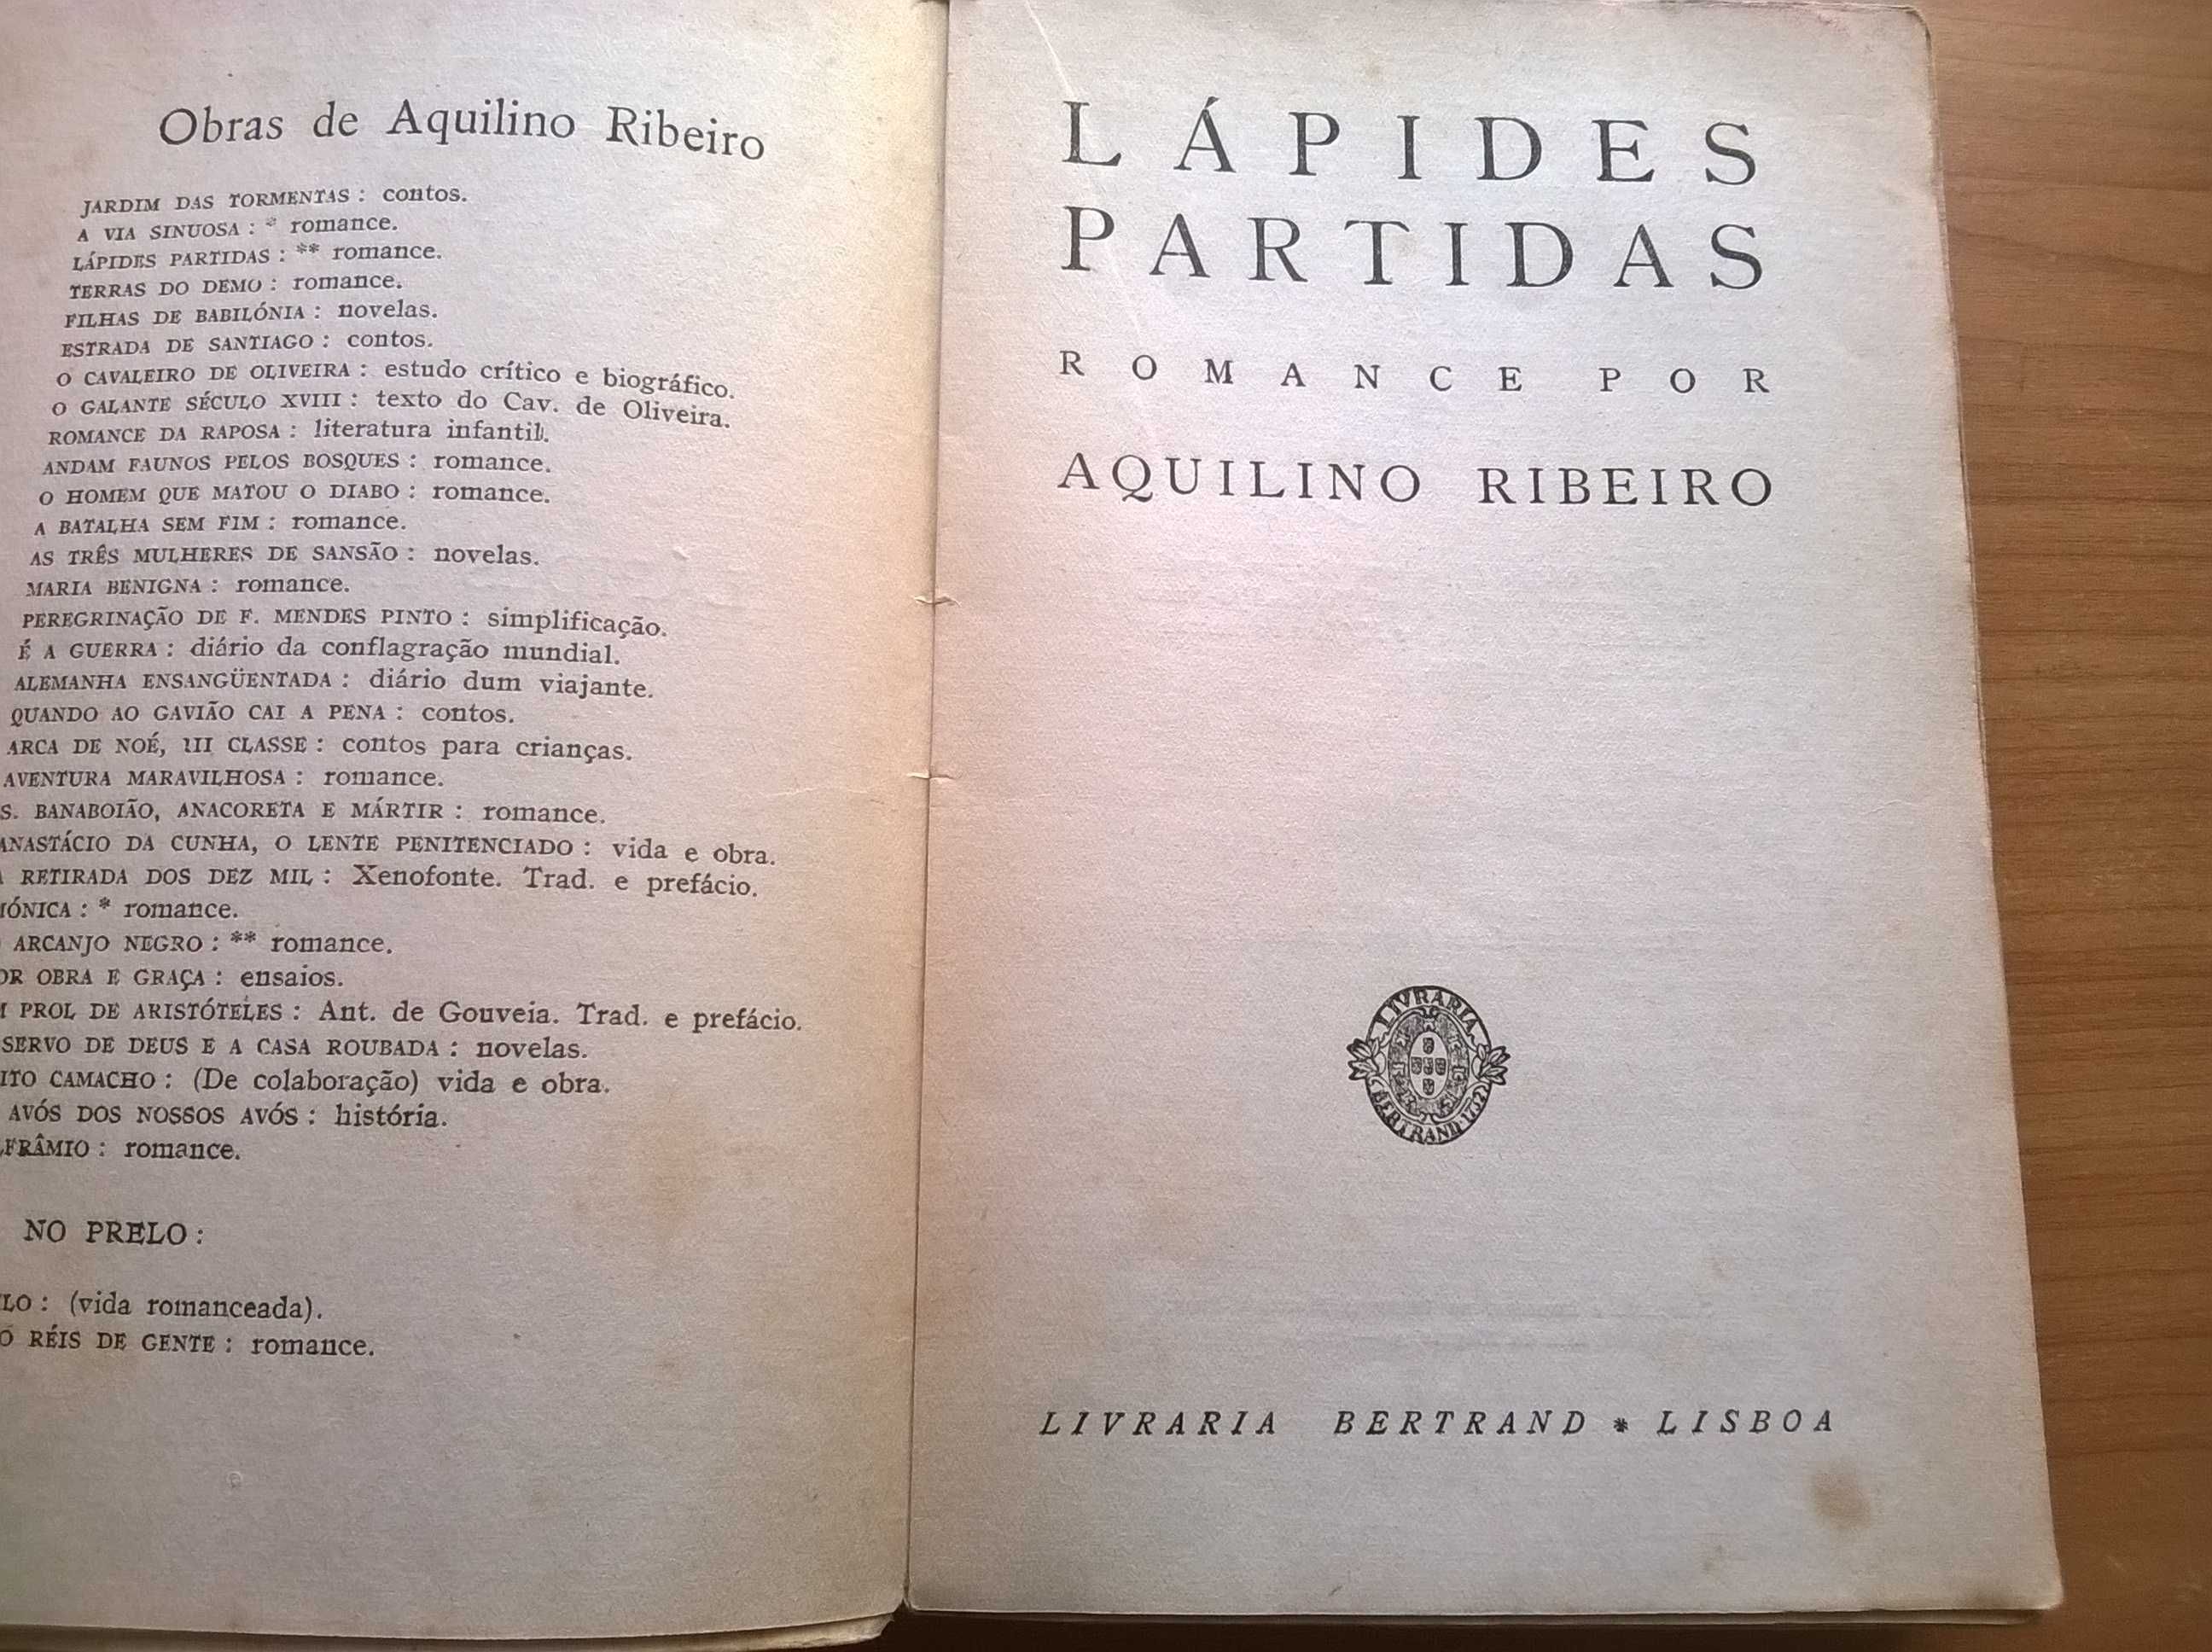 Obras de Aquilino Ribeiro
JARDIM DAS TORMENTAS : contos.
A VIA SINUOSA : * romance.
LÁPIDES PARTIDAS : ** romance.
TERRAS DO DEMO : romance.
FILHAS DE BABILÓNIA : novelas.
ESTRADA DE SANTIAGO : contos.
O CAVALEIRO DE OLIVEIRA : estudo crítico e biográfico.
O GALANTE SÉCULO XVIII : texto do Cav. de Oliveira.
ROMANCE DA RAPOSA : literatura infantil.
ANDAM FAUNOS PELOS BOSQUES : romance.
O HOMEM QUE MATOU O DIABO : romance.
A BATALHA SEM FIM : romance.
AS TRÊS MULHERES DE SANSÃO : novelas.
MARIA BENIGNA : romance.
PEREGRINAÇÃO DE F. MENDES PINTO : simplificação.
É A GUERRA : diário da conflagração mundial.
ALEMANHA ENSANGÜENTADA : diário dum viajante.
QUANDO AO GAVIÃO CAI A PENA : contos.
ARCA DE NOÉ, III CLASSE : contos para crianças.
AVENTURA MARAVILHOSA : romance.
S. BANABOIÃO, ANACORETA E MÁRTIR : romance.
ANASTÁCIO DA CUNHA, O LENTE PENITENCIADO : vida e obra.
A RETIRADA DOS DEZ MIL : Xenofonte. Trad. e prefácio.
MÓNICA : * romance.
ARCANJO NEGRO : ** romance.
OR OBRA E GRAÇA : ensaios.
M PROL DE ARISTÓTELES : Ant. de Gouveia. Trad. e prefácio.
SERVO DE DEUS E A CASA ROUBADA : novelas.
ITO CAMACHO : (De colaboração) vida e obra.
AVÓS DOS NOSSOS AVÓS : história.
LFRÂMIO : romance.
NO PRELO :
LO : (vida romanceada).
Ó RÉIS DE GENTE : romance.
LÁPIDES
PARTIDAS
ROMANCE POR
AQUILINO RIBEIRO
LIVRARIA
BERTRAND 1732
LIVRARIA BERTRAND * LISBOA